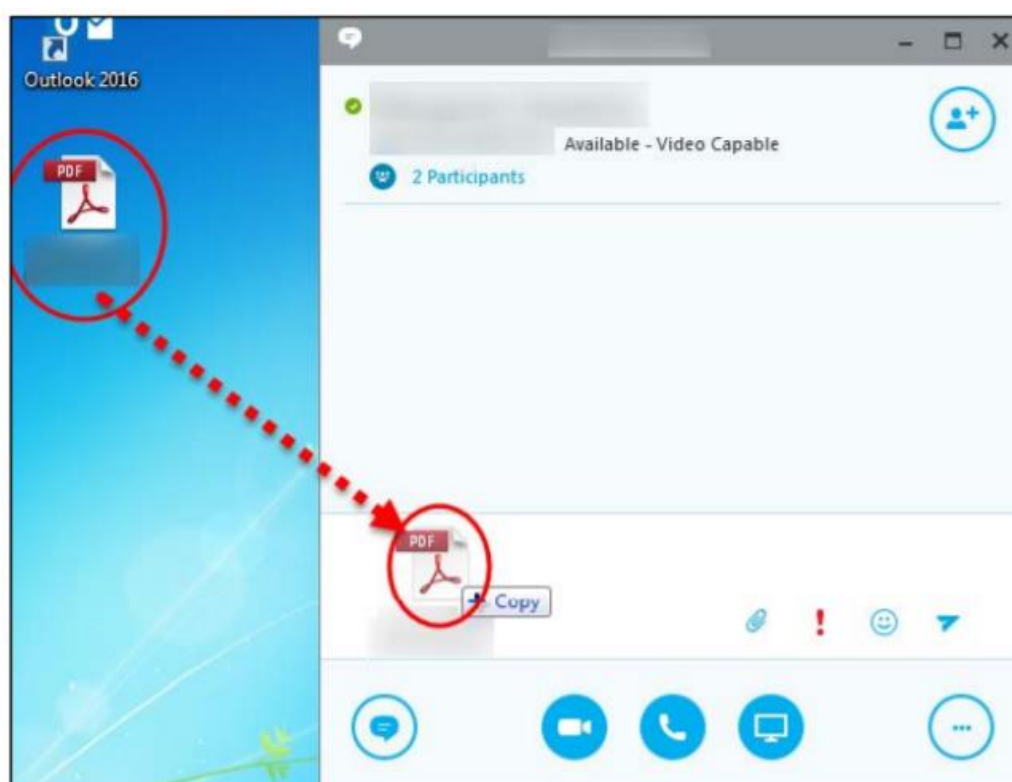 Outlook 2016
PDF
Available - Video Capable
2 Participants
PDF
Copy